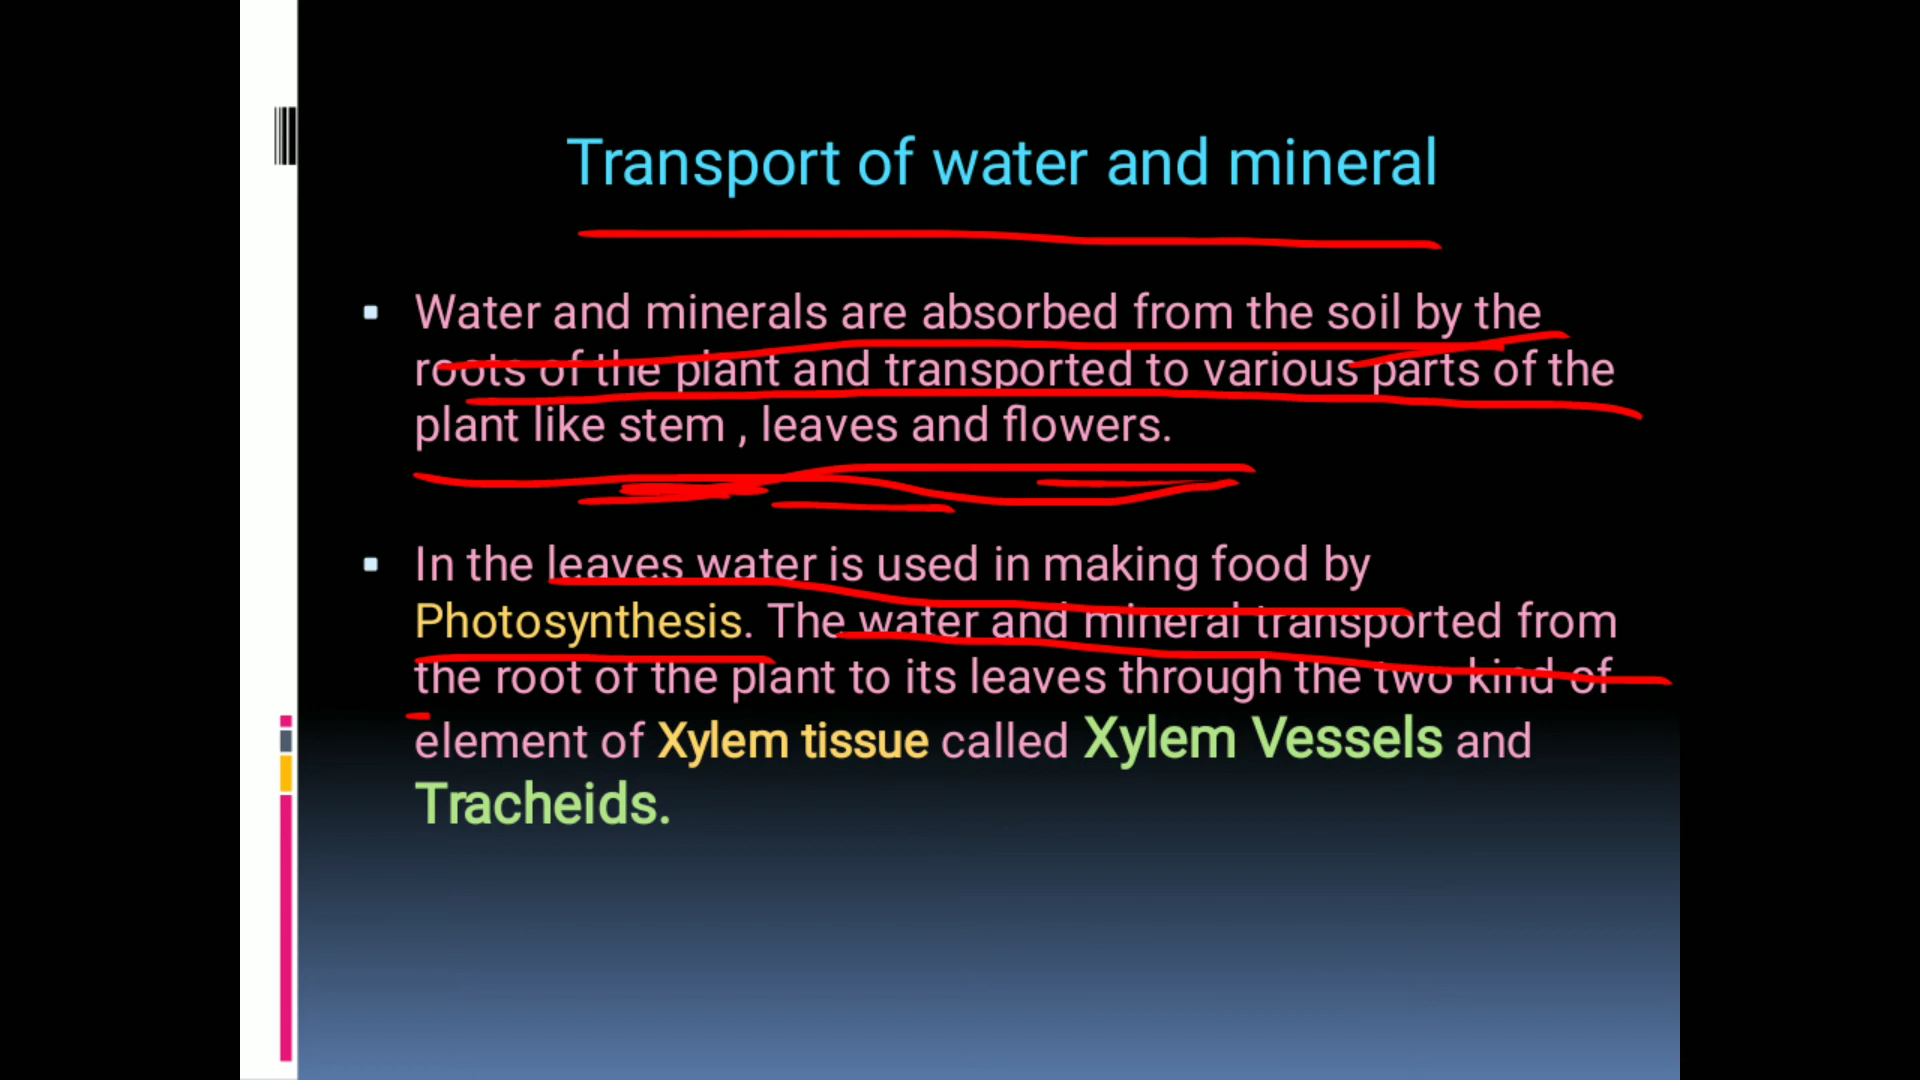 Transport of water and mineral
Water and minerals are absorbed from the soil by the
roots of the plant and transported to various parts of the
plant like stem , leaves and flowers.
In the leaves water is used in making food by
Photosynthesis. The water and mineral transported from
the root of the plant to its leaves through the two kind of
element of Xylem tissue called Xylem Vessels and
Tracheids.